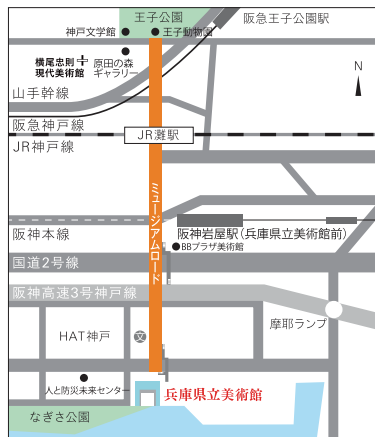 王子公園
阪急王子公園駅
神戸文学館
王子動物園
横尾忠則
現代美術館
原田の森
ギャラリー
N
山手幹線
阪急神戸線
JR灘駅
JR神戸線
ミュージアムロード
阪神本線
阪神岩屋駅(兵庫県立美術館前)
BBプラザ美術館
国道2号線
阪神高速3号神戸線
摩耶ランプ
HAT神戸
文
人と防災未来センター
兵庫県立美術館
なぎさ公園